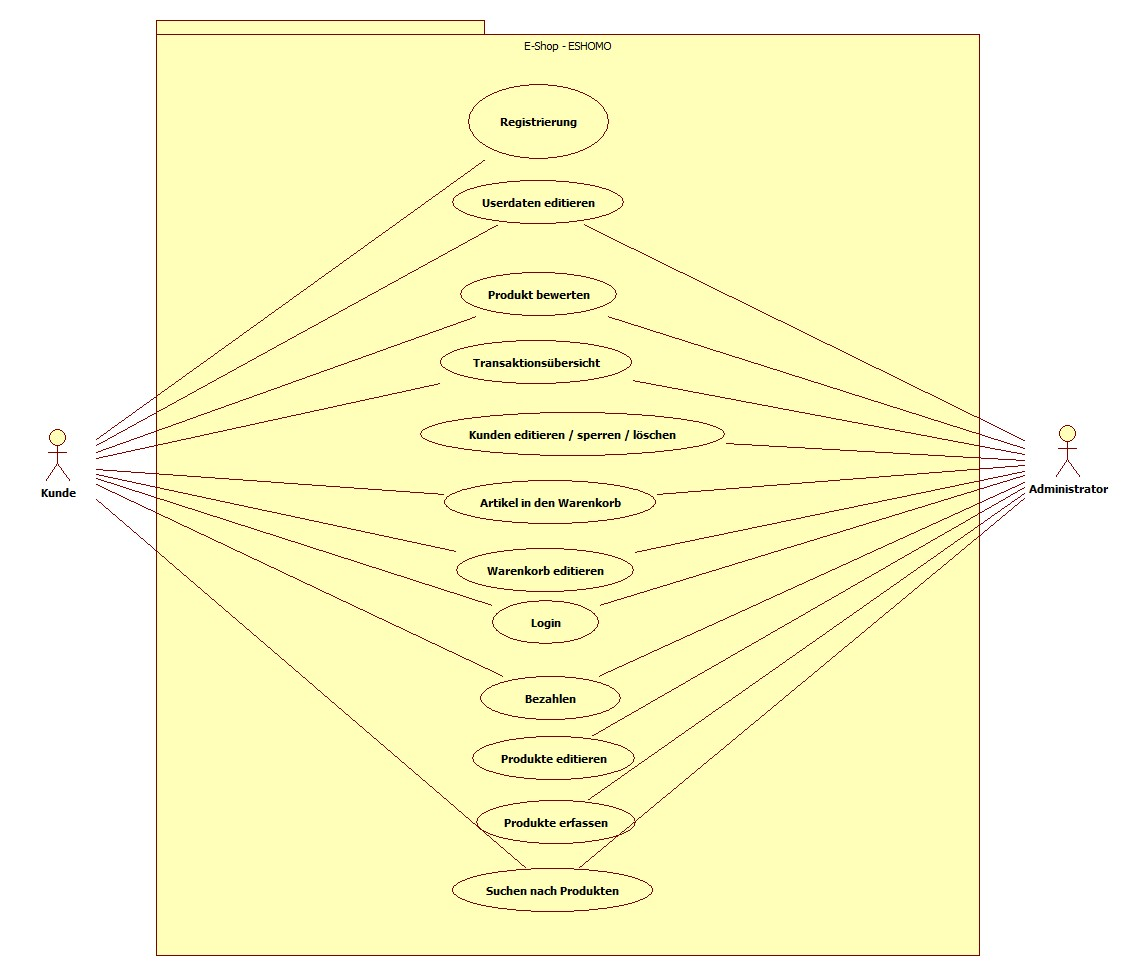 E-Shop - ESHOMO
Registrierung
Userdaten editieren
Produkt bewerten
Transaktionsübersicht
Kunden editieren / sperren / löschen
Kunde
Administrator
Artikel in den Warenkorb
Warenkorb editieren
Login
Bezahlen
Produkte editieren
Produkte erfassen
Suchen nach Produkten